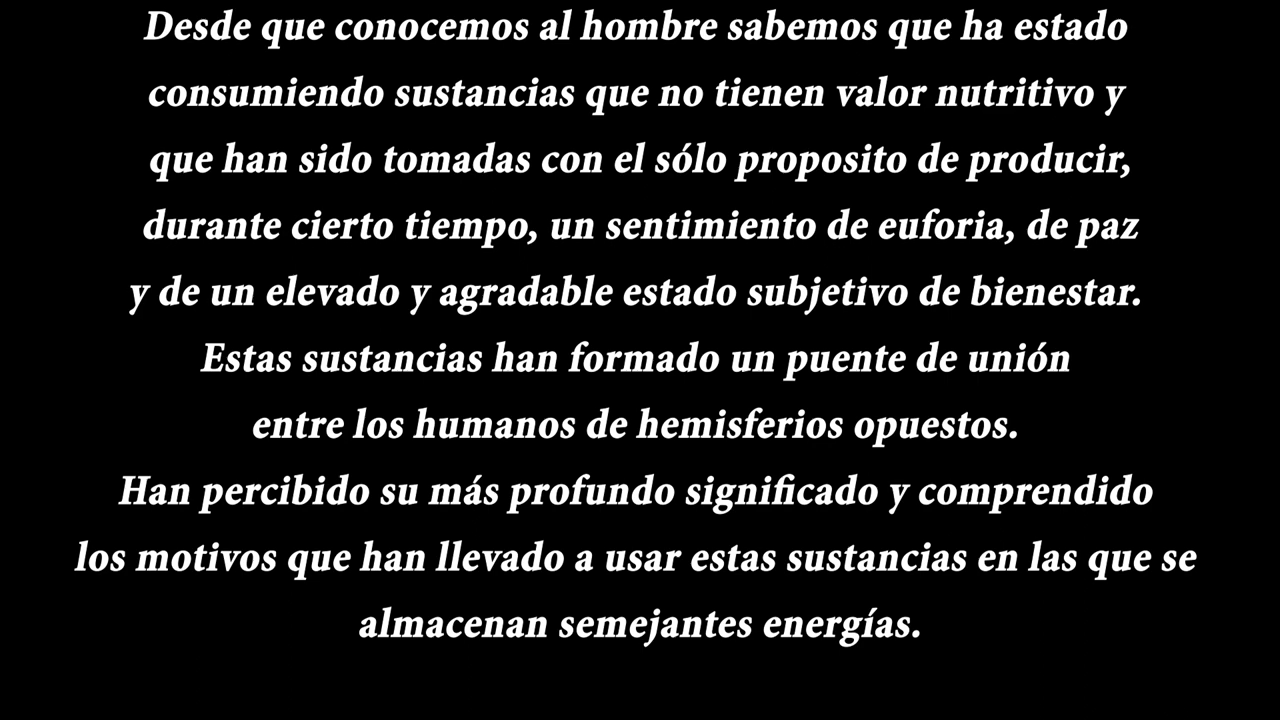 Desde que conocemos al hombre sabemos que ha estado
consumiendo sustancias que no tienen valor nutritivo y
que han sido tomadas con el sólo proposito de producir,
durante cierto tiempo, un sentimiento de euforia, de paz
y de un elevado y agradable estado subjetivo de bienestar.
Estas sustancias han formado un puente de unión
entre los humanos de hemisferios opuestos.
Han percibido su más profundo significado y comprendido
los motivos que han llevado a usar estas sustancias en las que se
almacenan semejantes energías.